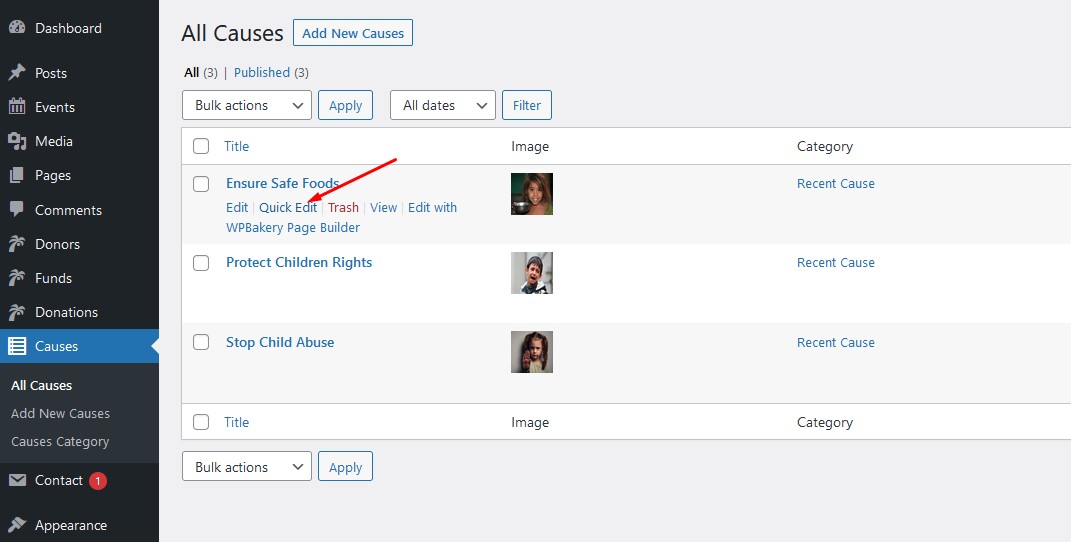 Dashboard
Posts
Events
Media
Pages
Comments
Donors
Funds
Donations
Causes
All Causes
Add New Causes
Causes Category
Contact 1
Appearance
All Causes Add New Causes
All (3) | Published (3)
Bulk actions Apply All dates Filter
Title Image Category
Ensure Safe Foods Recent Cause
Edit | Quick Edit | Trash | View | Edit with
WPBakery Page Builder
Protect Children Rights Recent Cause
Stop Child Abuse Recent Cause
Title Image Category
Bulk actions Apply